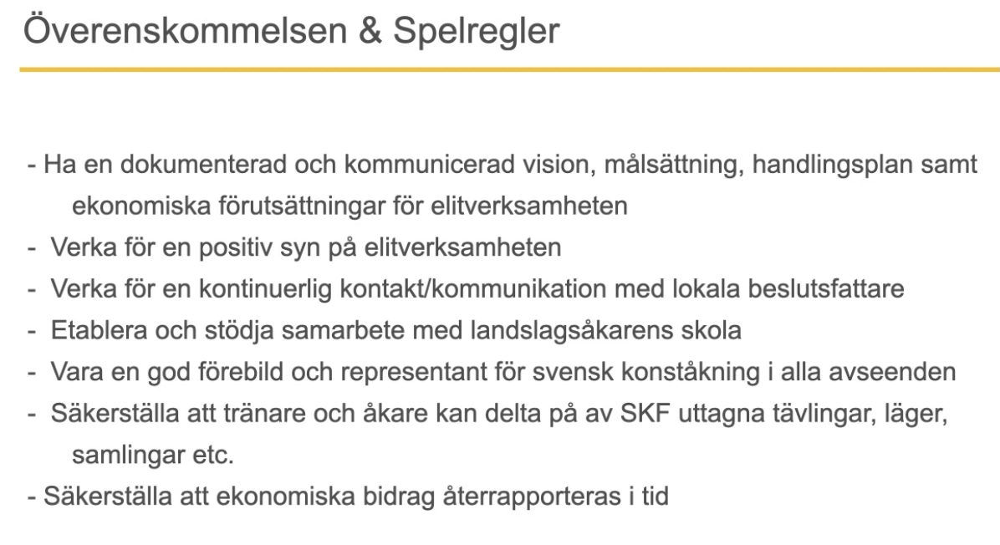 Överenskommelsen & Spelregler
- Ha en dokumenterad och kommunicerad vision, målsättning, handlingsplan samt
ekonomiska förutsättningar för elitverksamheten
- Verka för en positiv syn på elitverksamheten
- Verka för en kontinuerlig kontakt/kommunikation med lokala beslutsfattare
- Etablera och stödja samarbete med landslagsåkarens skola
- Vara en god förebild och representant för svensk konståkning i alla avseenden
- Säkerställa att tränare och åkare kan delta på av SKF uttagna tävlingar, läger,
samlingar etc.
- Säkerställa att ekonomiska bidrag återrapporteras i tid